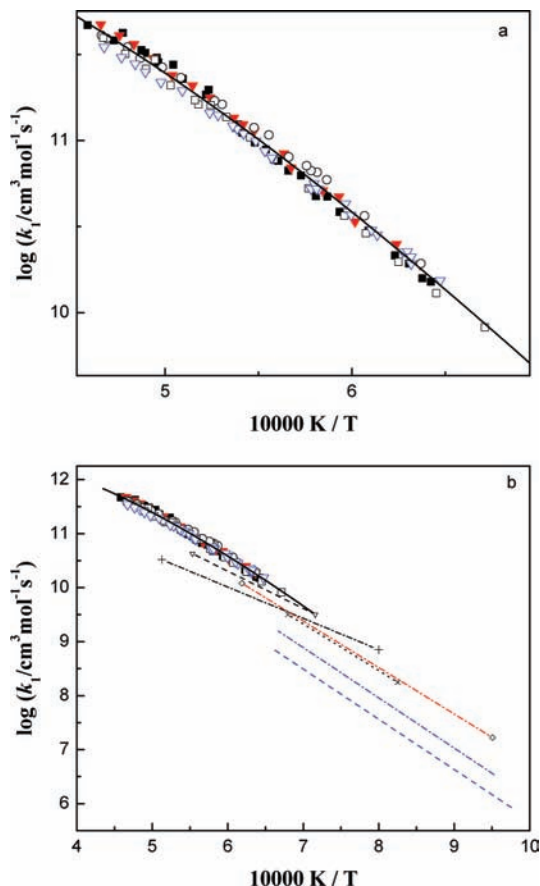 a
11
10
log (k₁/cm³mol⁻¹s⁻¹)
5 6
10000 K / T
b
12
11
10
9
8
7
6
log (k₁/cm³mol⁻¹s⁻¹)
4 5 6 7 8 9 10
10000 K / T